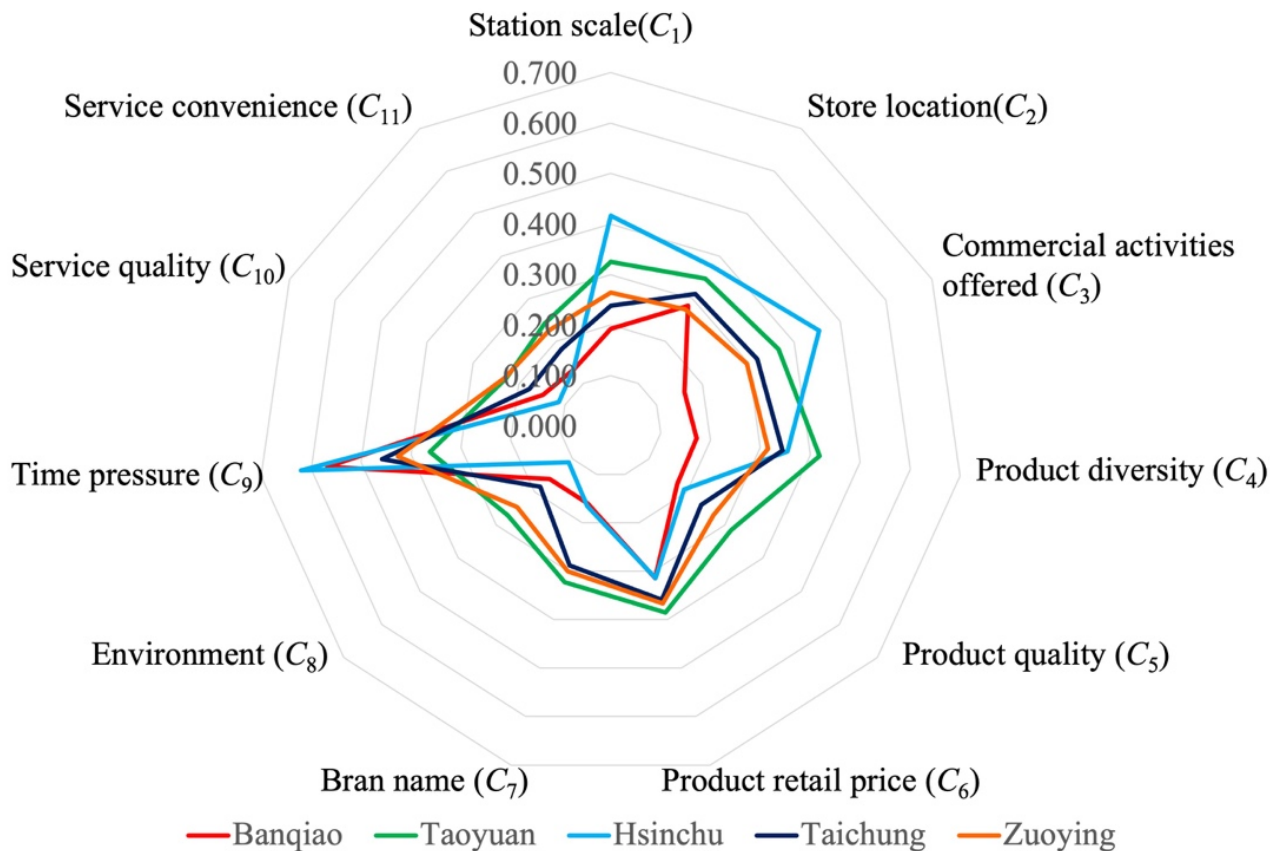 Station scale(C₁)
0.700
0.600
0.500
0.400
0.300
0.200
0.100
0.000
Store location(C₂)
Commercial activities
offered (C₃)
Product diversity (C₄)
Product quality (C₅)
Product retail price (C₆)
Bran name (C₇)
Environment (C₈)
Time pressure (C₉)
Service quality (C₁₀)
Service convenience (C₁₁)
Banqiao Taoyuan Hsinchu Taichung Zuoying